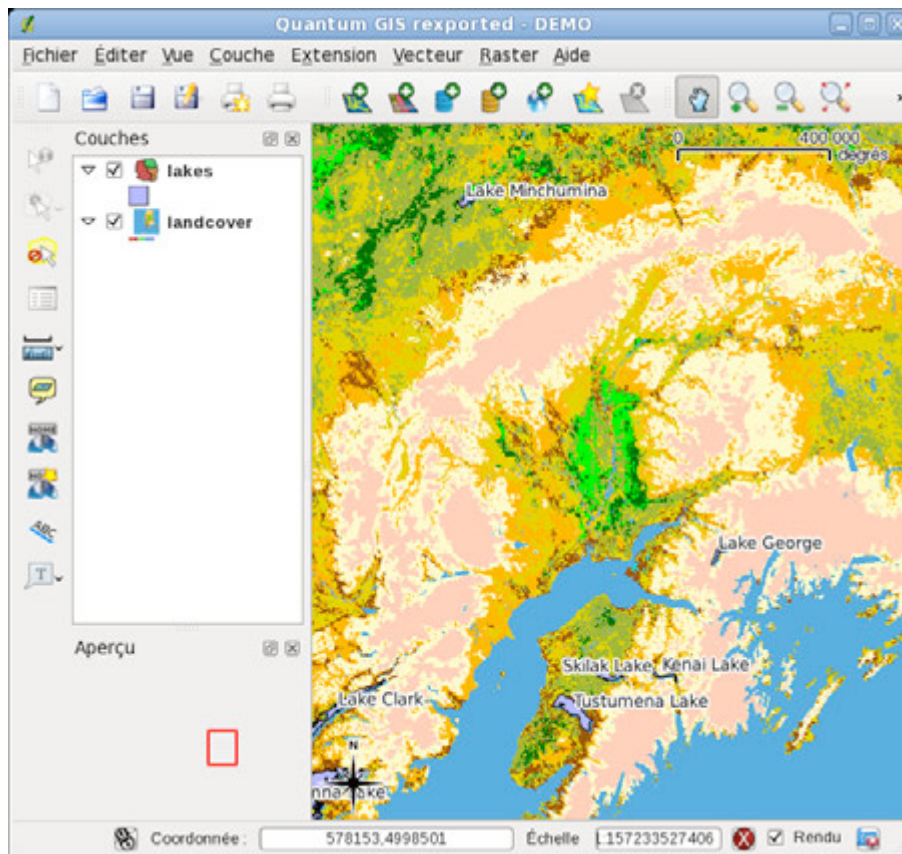 Quantum GIS rexported - DEMO
Fichier Éditer Vue Couche Extension Vecteur Raster Aide
Couches
lakes
landcover
0 400 000
degrés
Lake Minchumina
Lake George
Skilak Lake Kenai Lake
Lake Clark
Tustumena Lake
N
HOME
ABC
T
Aperçu
Coordonnée : 578153,4998501 Échelle 1:157233527406 Rendu